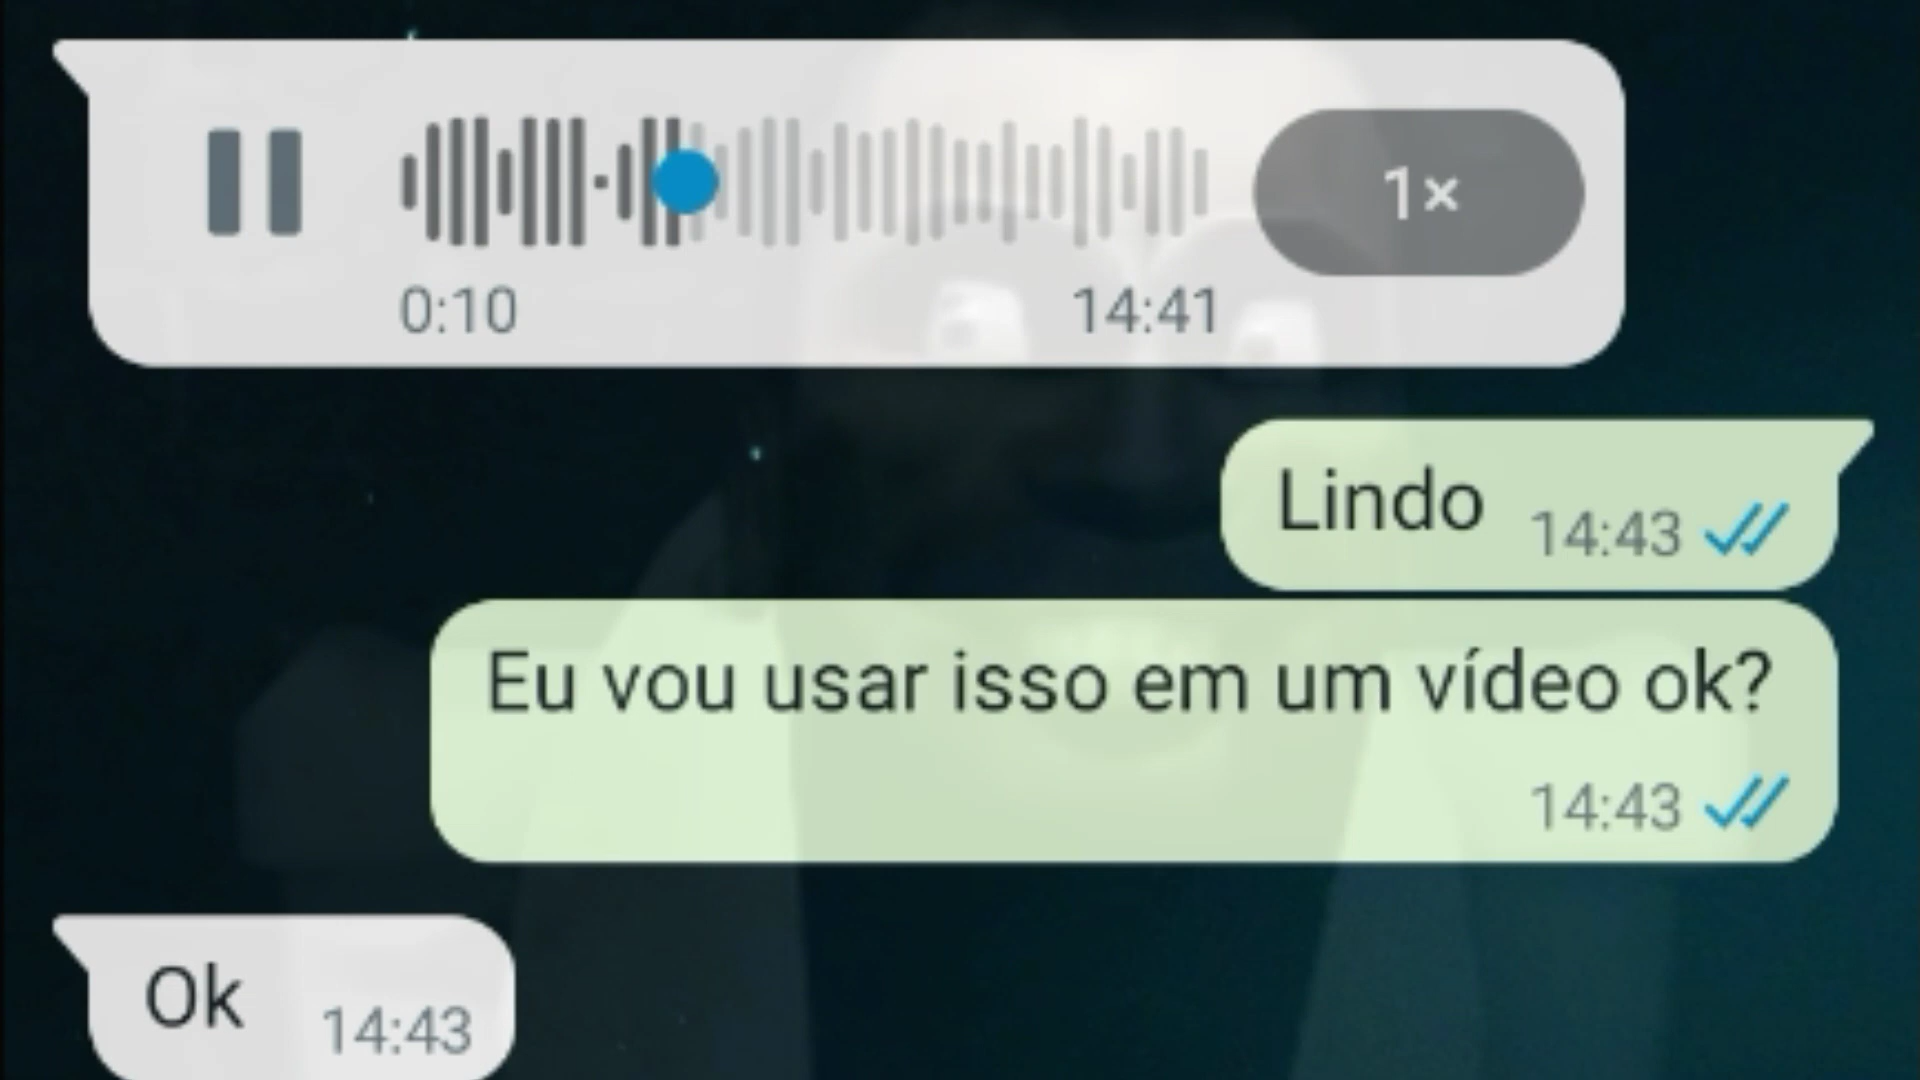 1×
0:10 14:41
Lindo 14:43
Eu vou usar isso em um vídeo ok?
14:43
Ok 14:43